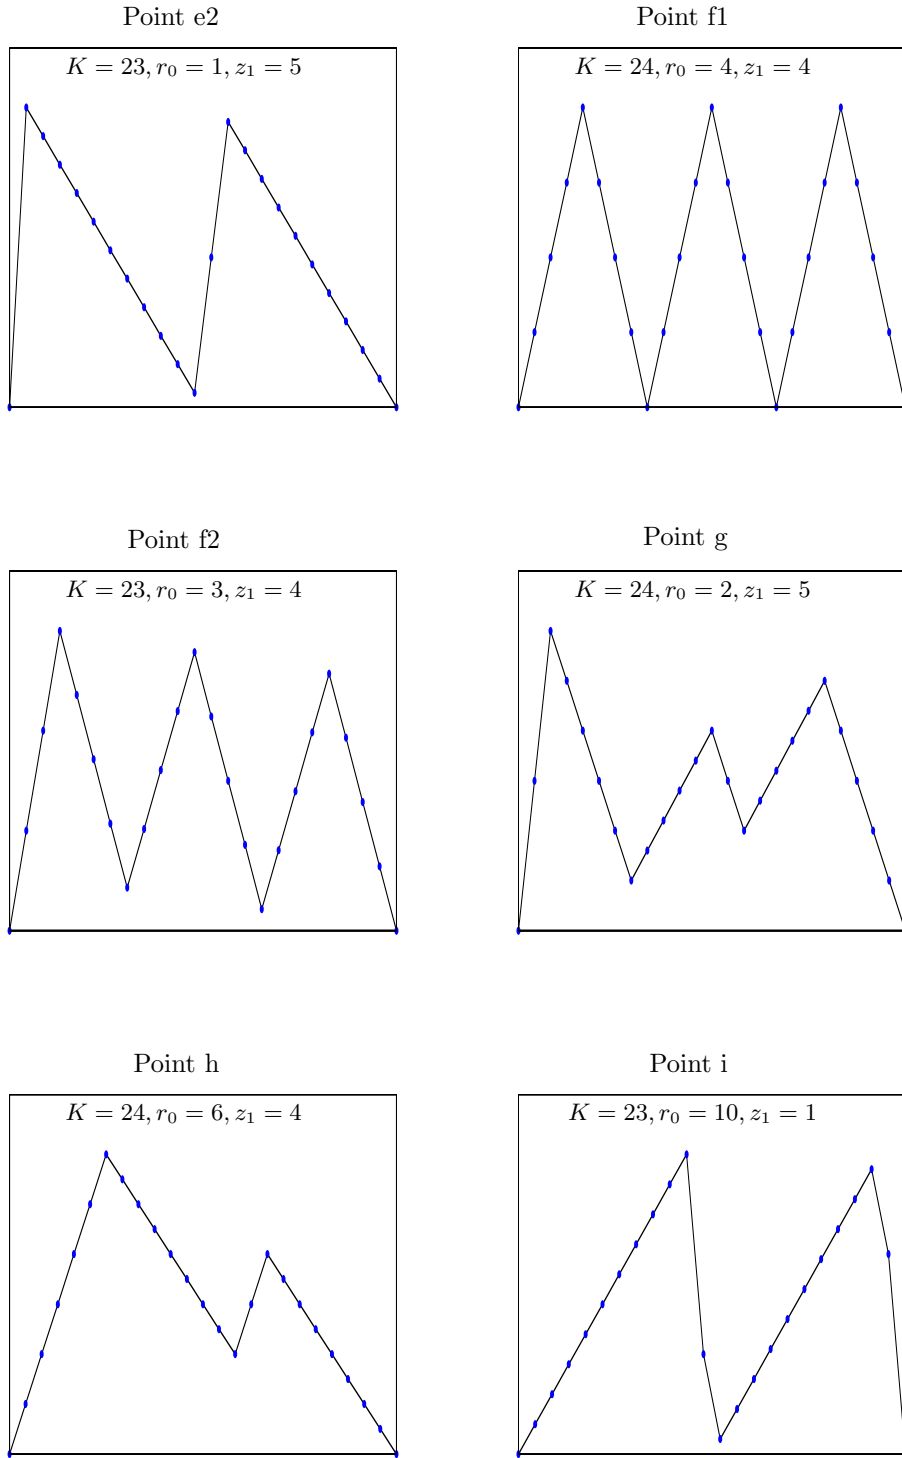 Point e2
K = 23, r₀ = 1, z₁ = 5
Point f1
K = 24, r₀ = 4, z₁ = 4
Point f2
K = 23, r₀ = 3, z₁ = 4
Point g
K = 24, r₀ = 2, z₁ = 5
Point h
K = 24, r₀ = 6, z₁ = 4
Point i
K = 23, r₀ = 10, z₁ = 1